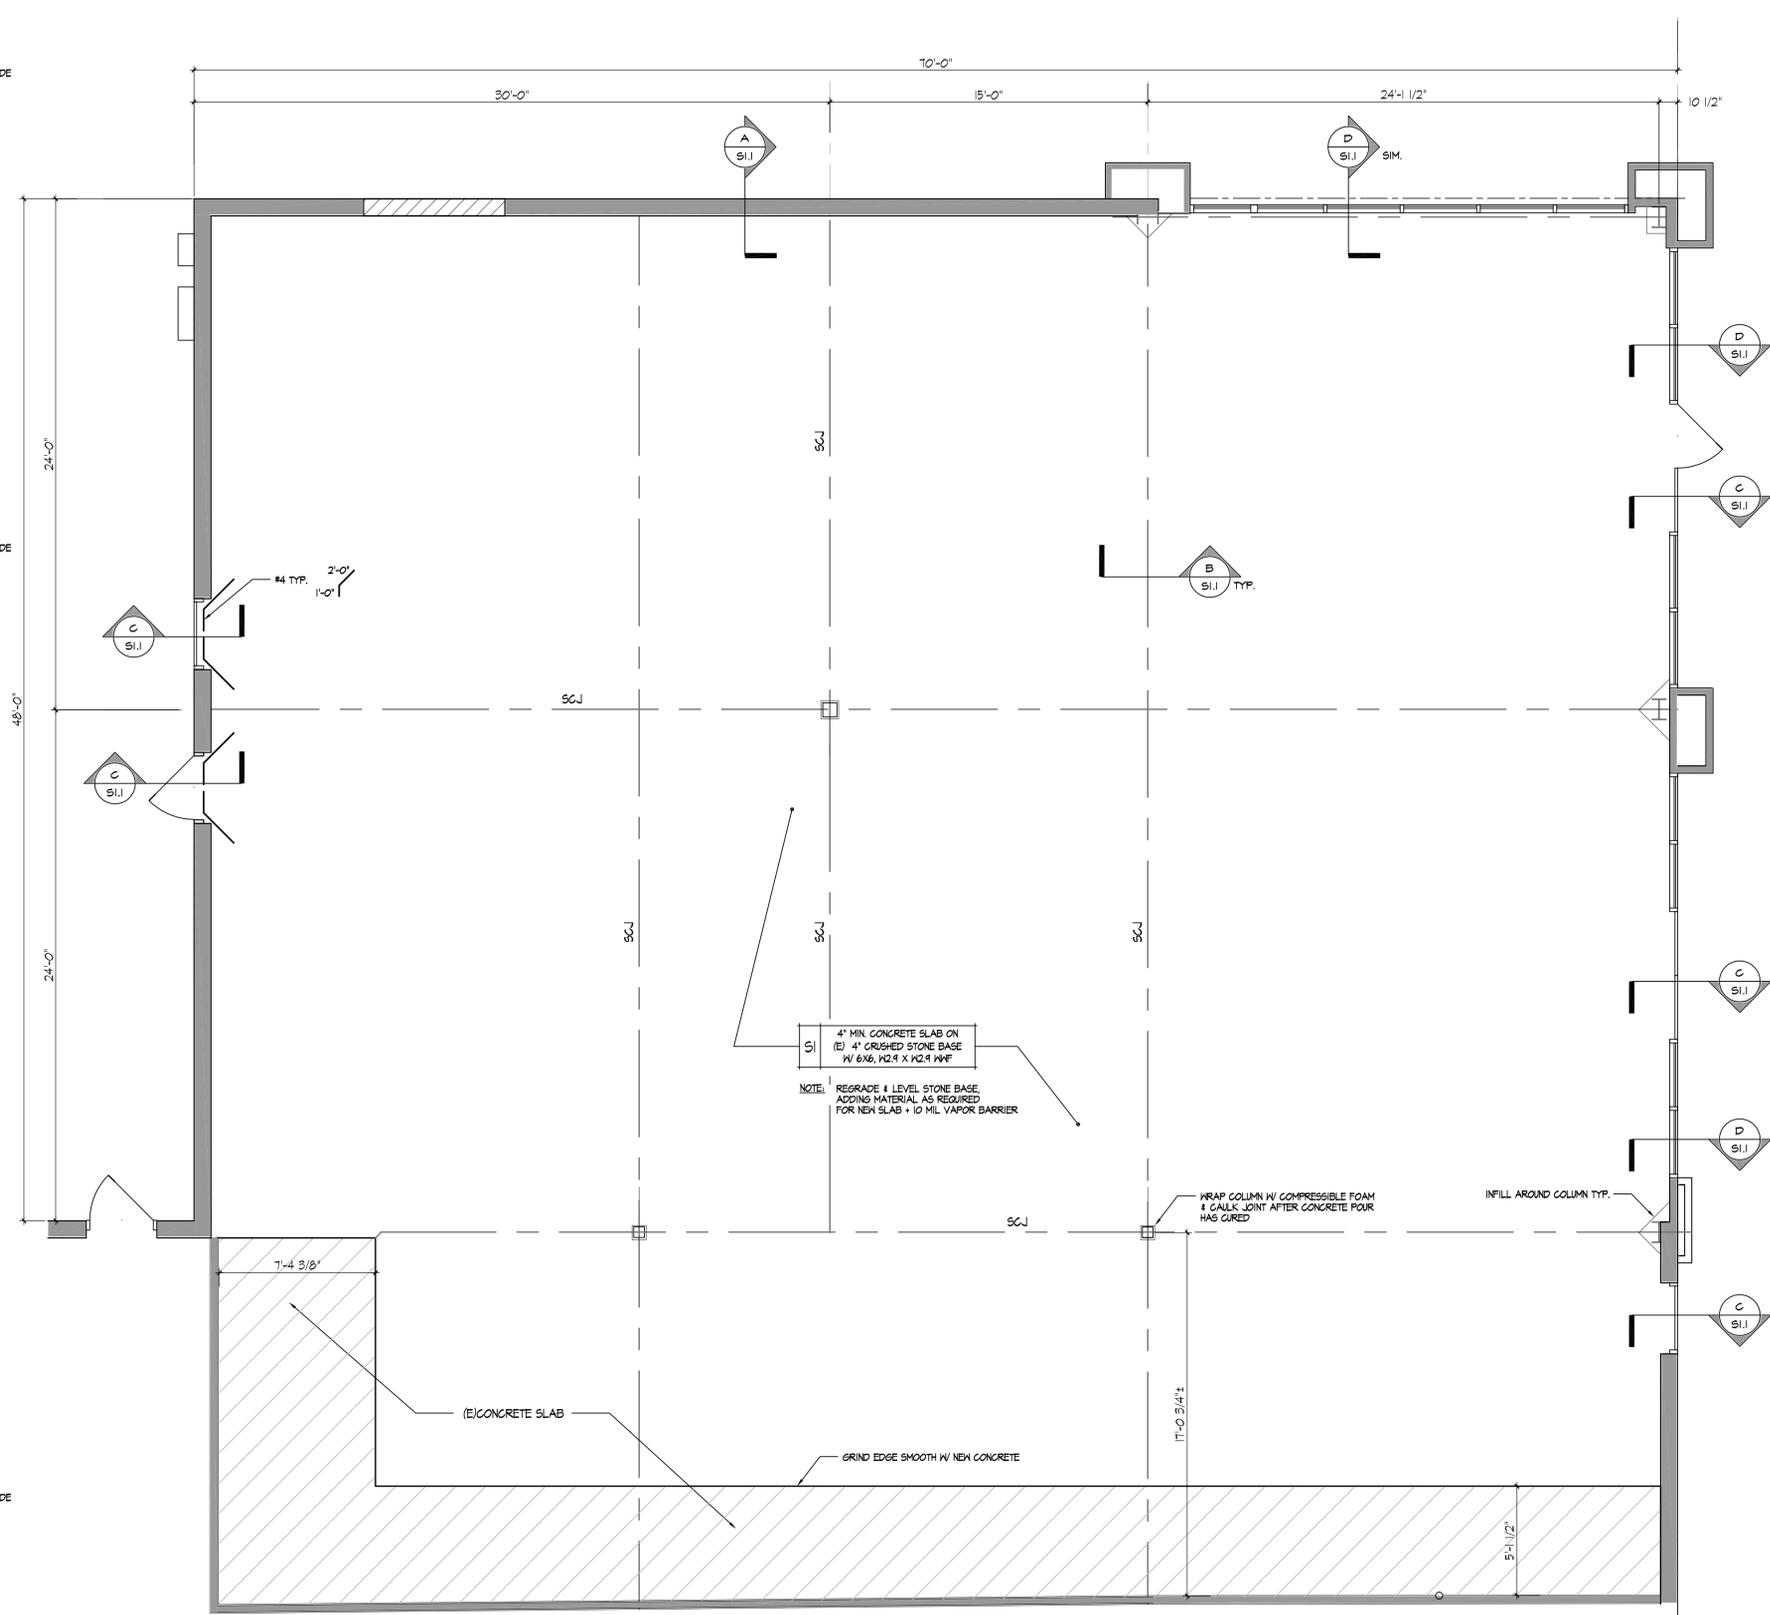 DE
70'-0"
30'-0"
15'-0"
24'-1 1/2"
10 1/2"
A
S1.1
D
S1.1
SIM.
D
S1.1
24'-0"
SCJ
C
S1.1
DE
#4 TYP.
2'-0"
1'-0"
B
S1.1
TYP.
C
S1.1
SCJ
48'-0"
C
S1.1
SCJ
SCJ
SCJ
24'-0"
C
S1.1
S1
4" MIN. CONCRETE SLAB ON
(E) 4" CRUSHED STONE BASE
W/ 6X6, W2.9 X W2.9 WWF
NOTE: REGRADE & LEVEL STONE BASE,
ADDING MATERIAL AS REQUIRED
FOR NEW SLAB + 10 MIL VAPOR BARRIER
D
S1.1
WRAP COLUMN W/ COMPRESSIBLE FOAM
& CAULK JOINT AFTER CONCRETE POUR
HAS CURED
INFILL AROUND COLUMN TYP.
SCJ
7'-4 3/8"
C
S1.1
17'-0 3/4"±
(E)CONCRETE SLAB
GRIND EDGE SMOOTH W/ NEW CONCRETE
DE
5'-1 1/2"